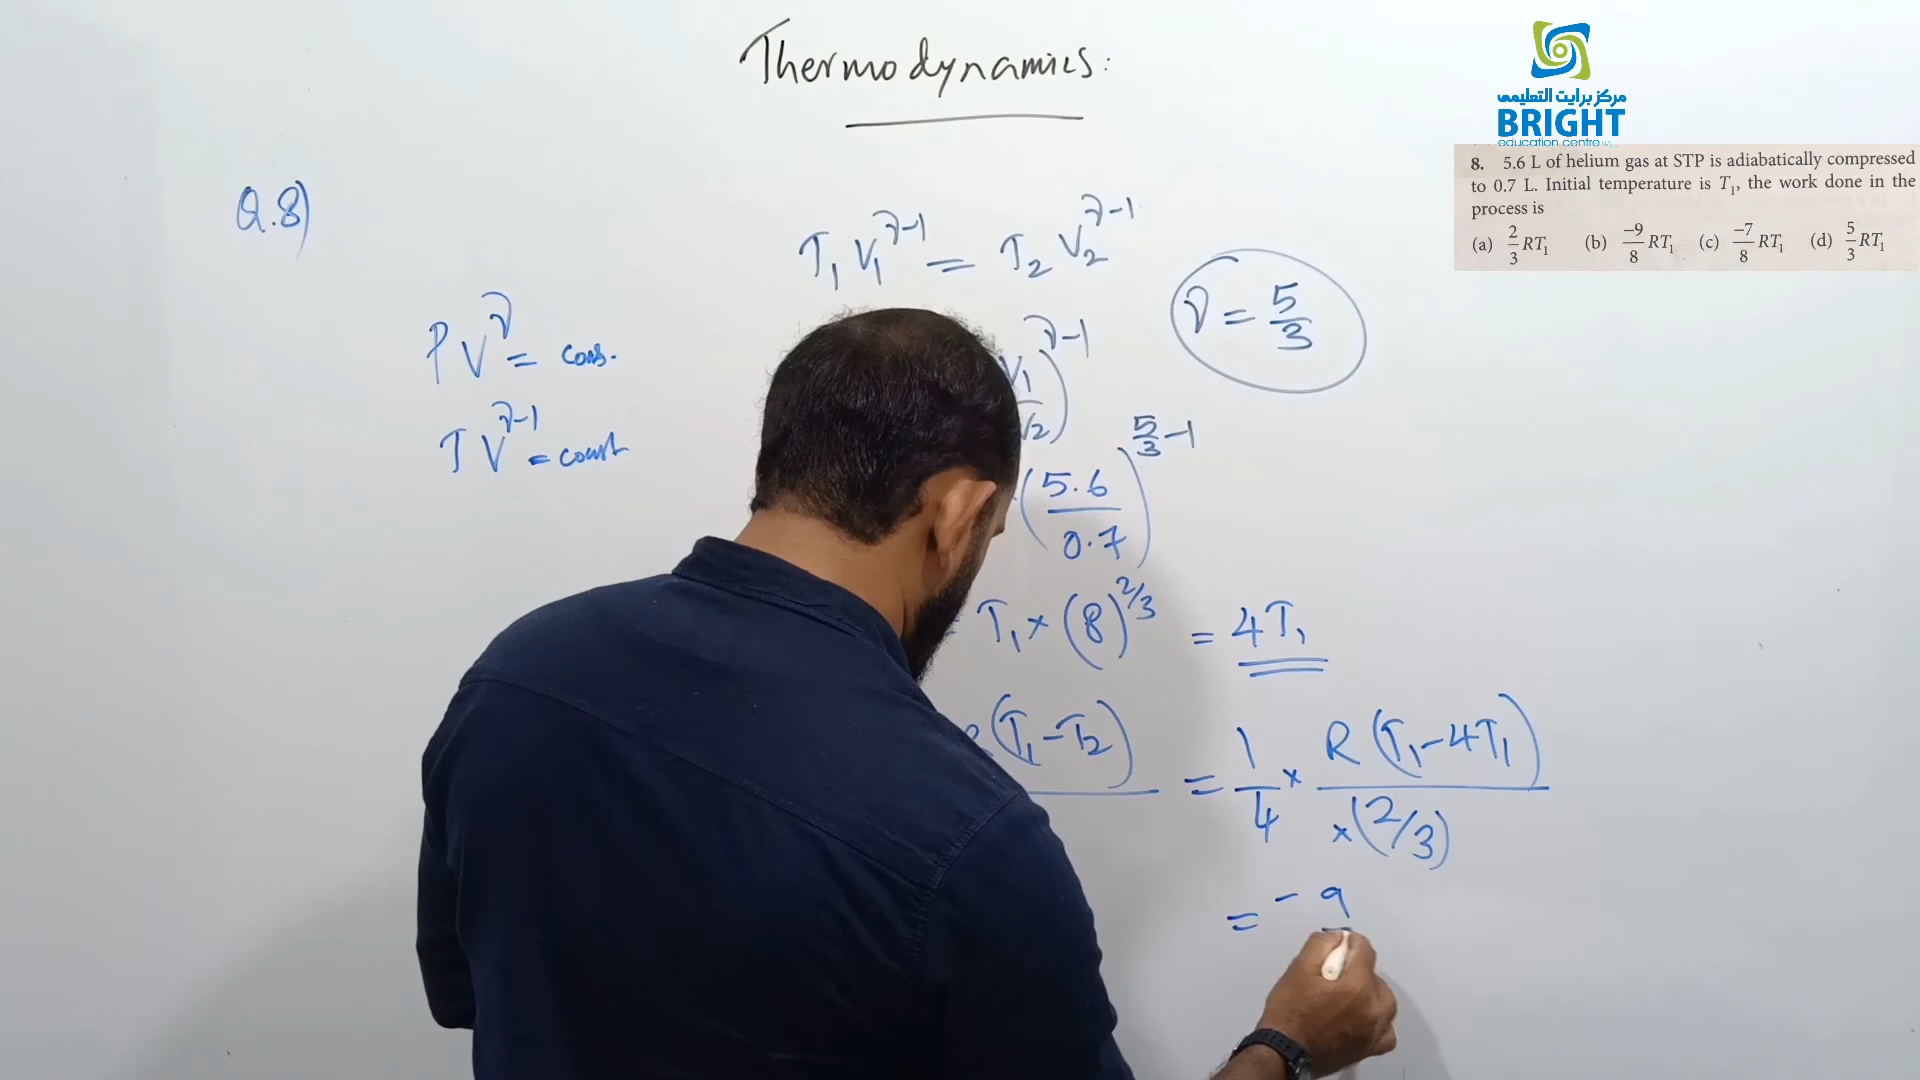 Thermodynamics:
مركز برايت التعليمي
BRIGHT
education centre W.L.L
8. 5.6 L of helium gas at STP is adiabatically compressed
to 0.7 L. Initial temperature is T₁, the work done in the
process is
(a) 2/3 RT₁ (b) -9/8 RT₁ (c) -7/8 RT₁ (d) 5/3 RT₁
Q.8)
T₁ V₁^γ-1 = T₂ V₂^γ-1
γ = 5/3
PV^γ = cons.
TV^γ-1 = const
V₁/V₂)^γ-1
(5.6/0.7)^5/3-1
T₁ × (8)^2/3 = 4T₁
R(T₁-T₂) = 1/4 × R(T₁-4T₁)/×(2/3)
= -9